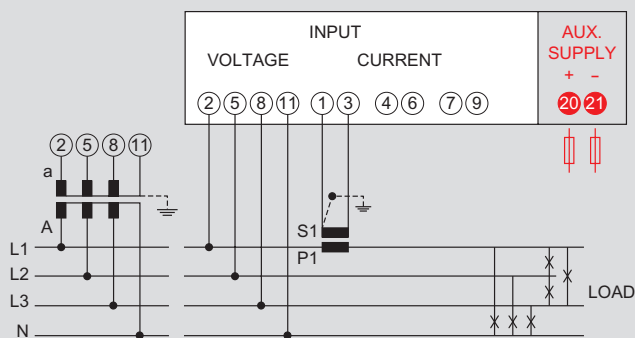 INPUT
AUX.
SUPPLY
VOLTAGE CURRENT
+ –
2 5 8 11 1 3 4 6 7 9 20 21
2 5 8 11
a
A
S1
P1
L1
L2
L3
LOAD
N